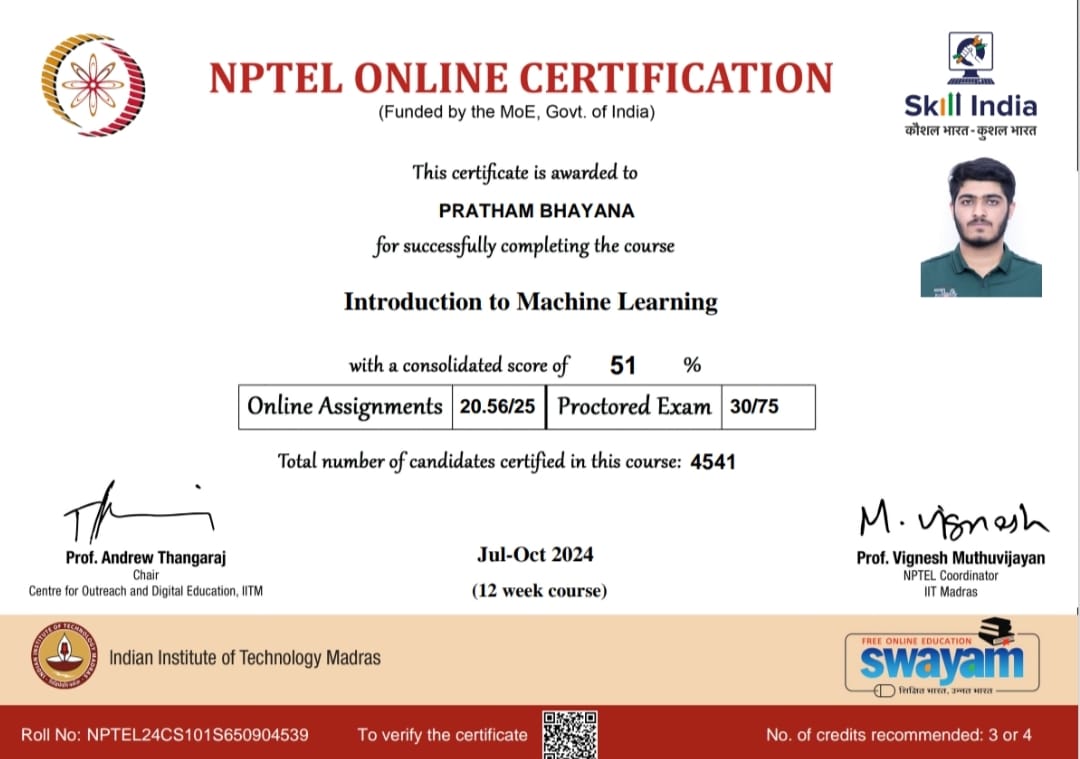 NPTEL ONLINE CERTIFICATION
(Funded by the MoE, Govt. of India)
Skill India
कौशल भारत - कुशल भारत
This certificate is awarded to
PRATHAM BHAYANA
for successfully completing the course
Introduction to Machine Learning
with a consolidated score of 51 %
Online Assignments 20.56/25 Proctored Exam 30/75
Total number of candidates certified in this course: 4541
M. Vignesh
Prof. Andrew Thangaraj
Chair
Centre for Outreach and Digital Education, IITM
Jul-Oct 2024
(12 week course)
Prof. Vignesh Muthuvijayan
NPTEL Coordinator
IIT Madras
Indian Institute of Technology Madras
FREE ONLINE EDUCATION
swayam
शिक्षित भारत, उन्नत भारत
Roll No: NPTEL24CS101S650904539
To verify the certificate
No. of credits recommended: 3 or 4